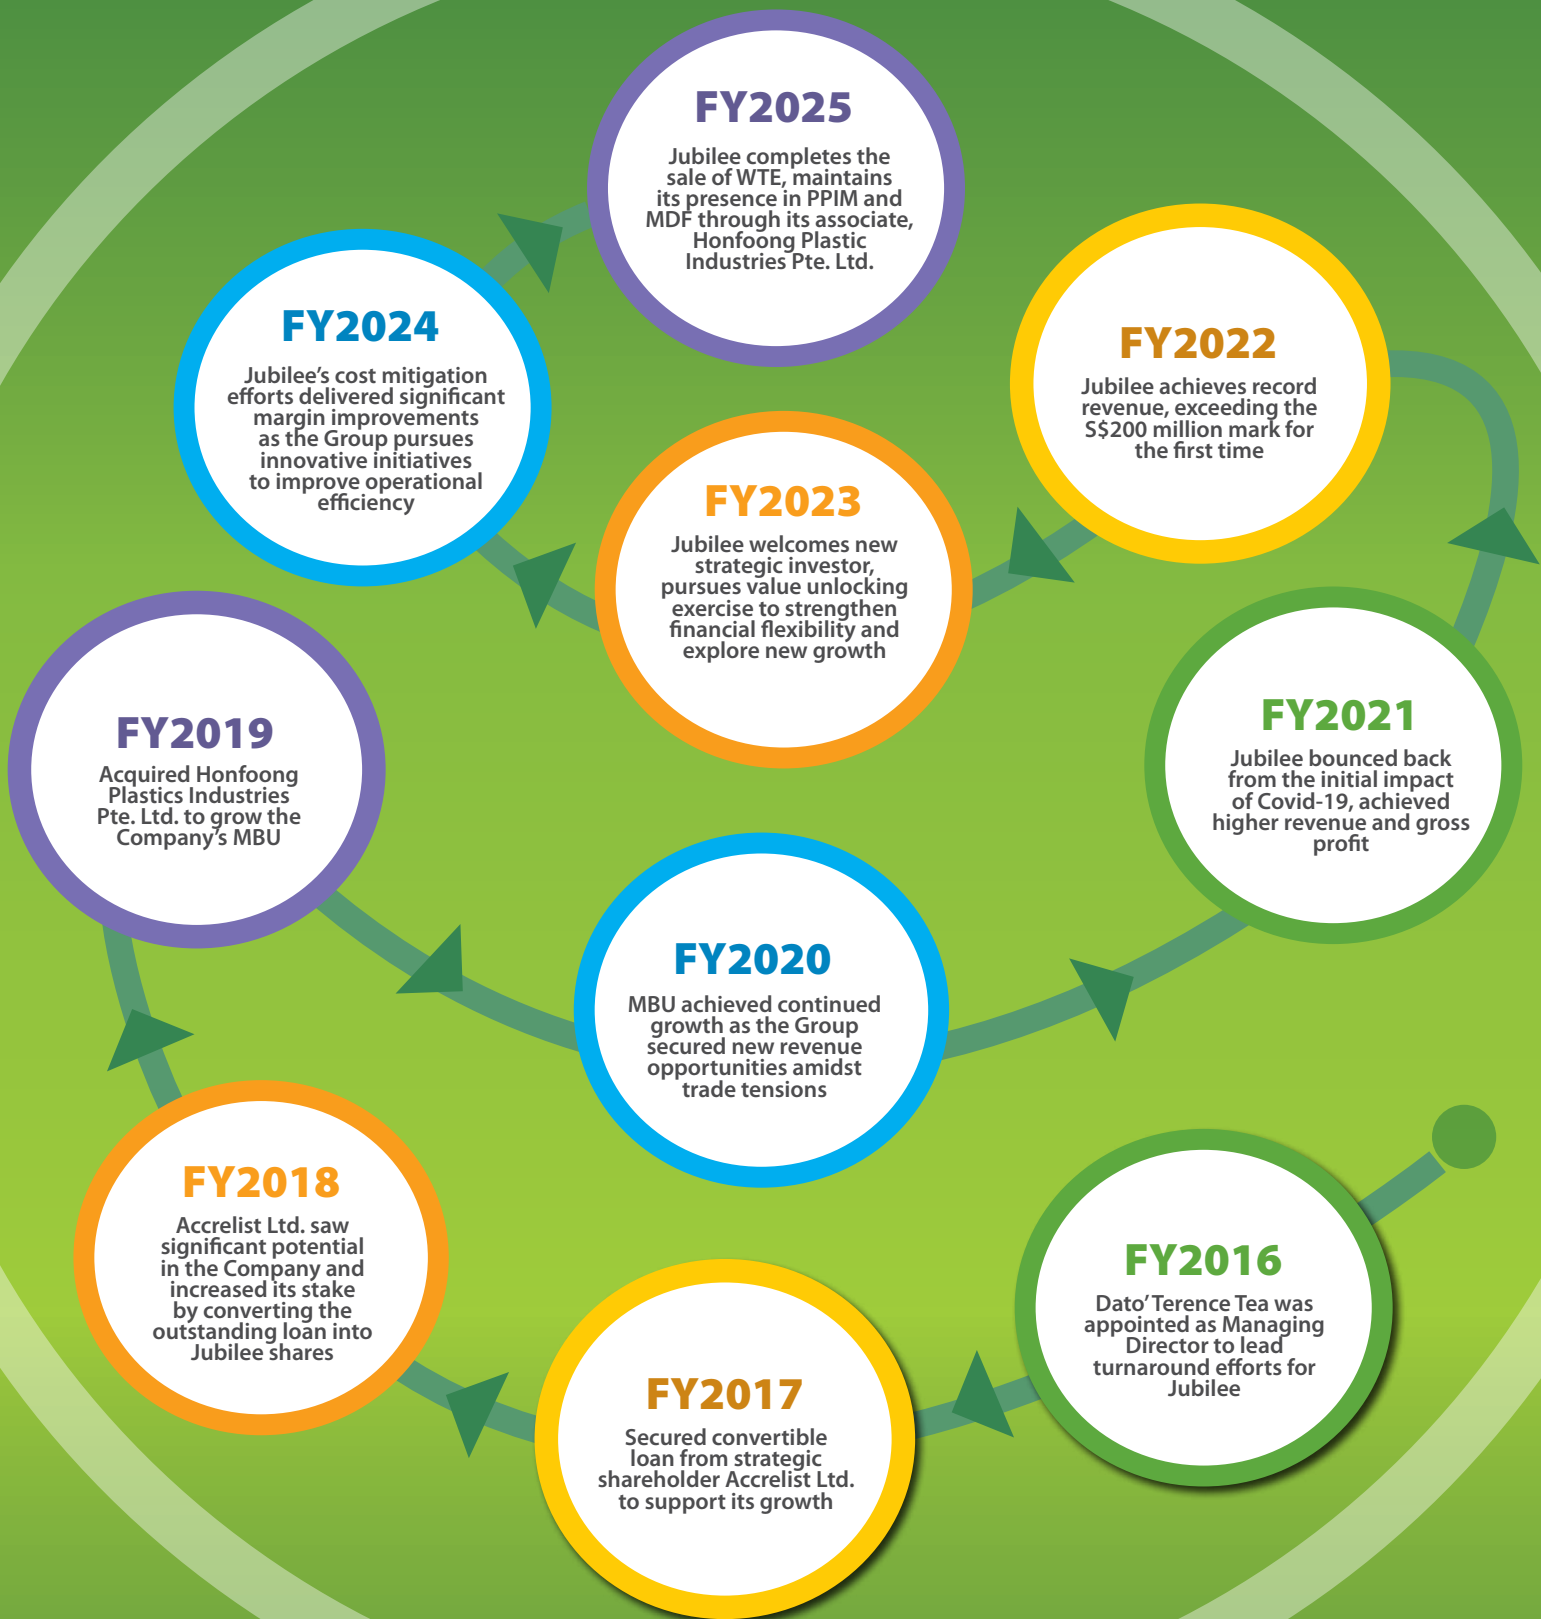 FY2025
Jubilee completes the
sale of WTE, maintains
its presence in PPIM and
MDF through its associate,
Honfoong Plastic
Industries Pte. Ltd.
FY2024
Jubilee's cost mitigation
efforts delivered significant
margin improvements
as the Group pursues
innovative initiatives
to improve operational
efficiency
FY2022
Jubilee achieves record
revenue, exceeding the
S$200 million mark for
the first time
FY2023
Jubilee welcomes new
strategic investor,
pursues value unlocking
exercise to strengthen
financial flexibility and
explore new growth
FY2019
Acquired Honfoong
Plastics Industries
Pte. Ltd. to grow the
Company's MBU
FY2021
Jubilee bounced back
from the initial impact
of Covid-19, achieved
higher revenue and gross
profit
FY2020
MBU achieved continued
growth as the Group
secured new revenue
opportunities amidst
trade tensions
FY2018
Accrelist Ltd. saw
significant potential
in the Company and
increased its stake
by converting the
outstanding loan into
Jubilee shares
FY2016
Dato' Terence Tea was
appointed as Managing
Director to lead
turnaround efforts for
Jubilee
FY2017
Secured convertible
loan from strategic
shareholder Accrelist Ltd.
to support its growth